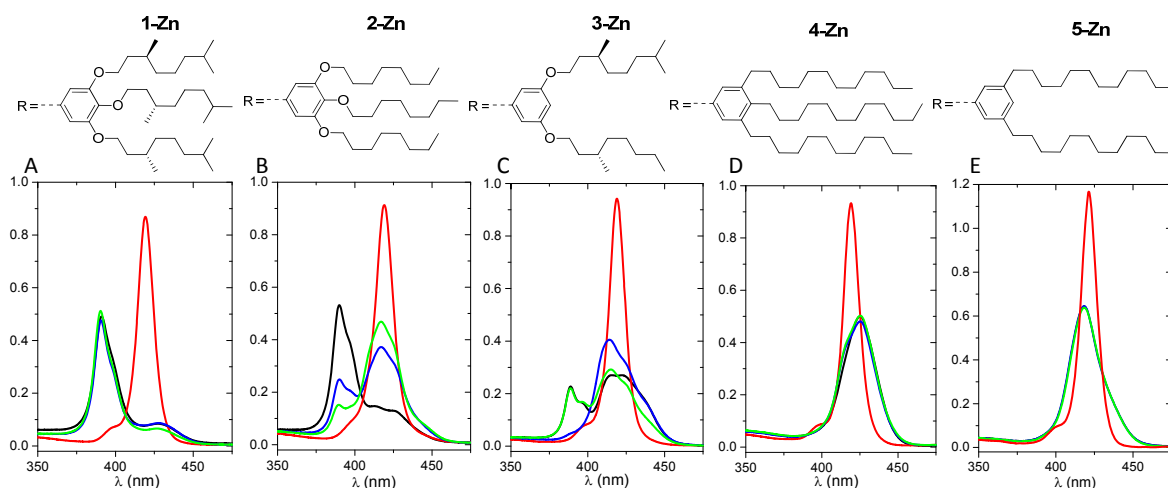 1-Zn 2-Zn 3-Zn 4-Zn 5-Zn
R= O O O
R= O O O
R= O O
R=
R=
A B C D E
1.0 0.8 0.6 0.4 0.2 0.0
1.0 0.8 0.6 0.4 0.2 0.0
1.0 0.8 0.6 0.4 0.2 0.0
1.0 0.8 0.6 0.4 0.2 0.0
1.2 1.0 0.8 0.6 0.4 0.2 0.0
350 400 450
350 400 450
350 400 450
350 400 450
350 400 450
λ (nm) λ (nm) λ (nm) λ (nm) λ (nm)